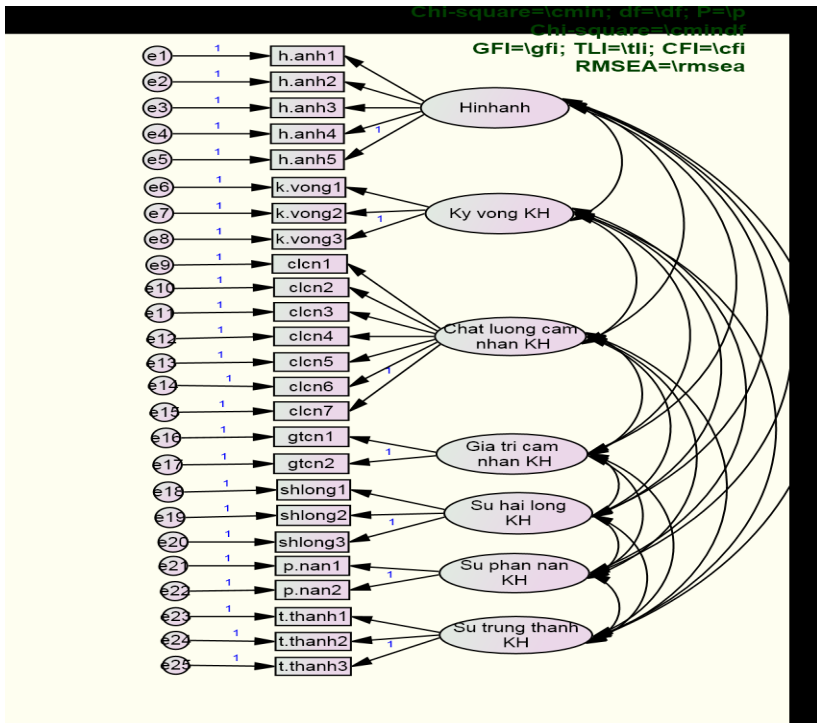 Chi-square=\cmin; df=\df; P=\p
Chi-square=\cmindf
GFI=\gfi; TLI=\tli; CFI=\cfi
RMSEA=\rmsea
e1 1 h.anh1
e2 1 h.anh2
e3 1 h.anh3
e4 1 h.anh4
e5 1 h.anh5
1
Hinhanh
e6 1 k.vong1
e7 1 k.vong2
e8 1 k.vong3
1
Ky vong KH
e9 1 clcn1
e10 1 clcn2
e11 1 clcn3
e12 1 clcn4
e13 1 clcn5
e14 1 clcn6
e15 1 clcn7
1
Chat luong cam
nhan KH
e16 1 gtcn1
e17 1 gtcn2
1
Gia tri cam
nhan KH
e18 1 shlong1
e19 1 shlong2
e20 1 shlong3
1
Su hai long
KH
e21 1 p.nan1
e22 1 p.nan2
1
Su phan nan
KH
e23 1 t.thanh1
e24 1 t.thanh2
e25 1 t.thanh3
1
Su trung thanh
KH